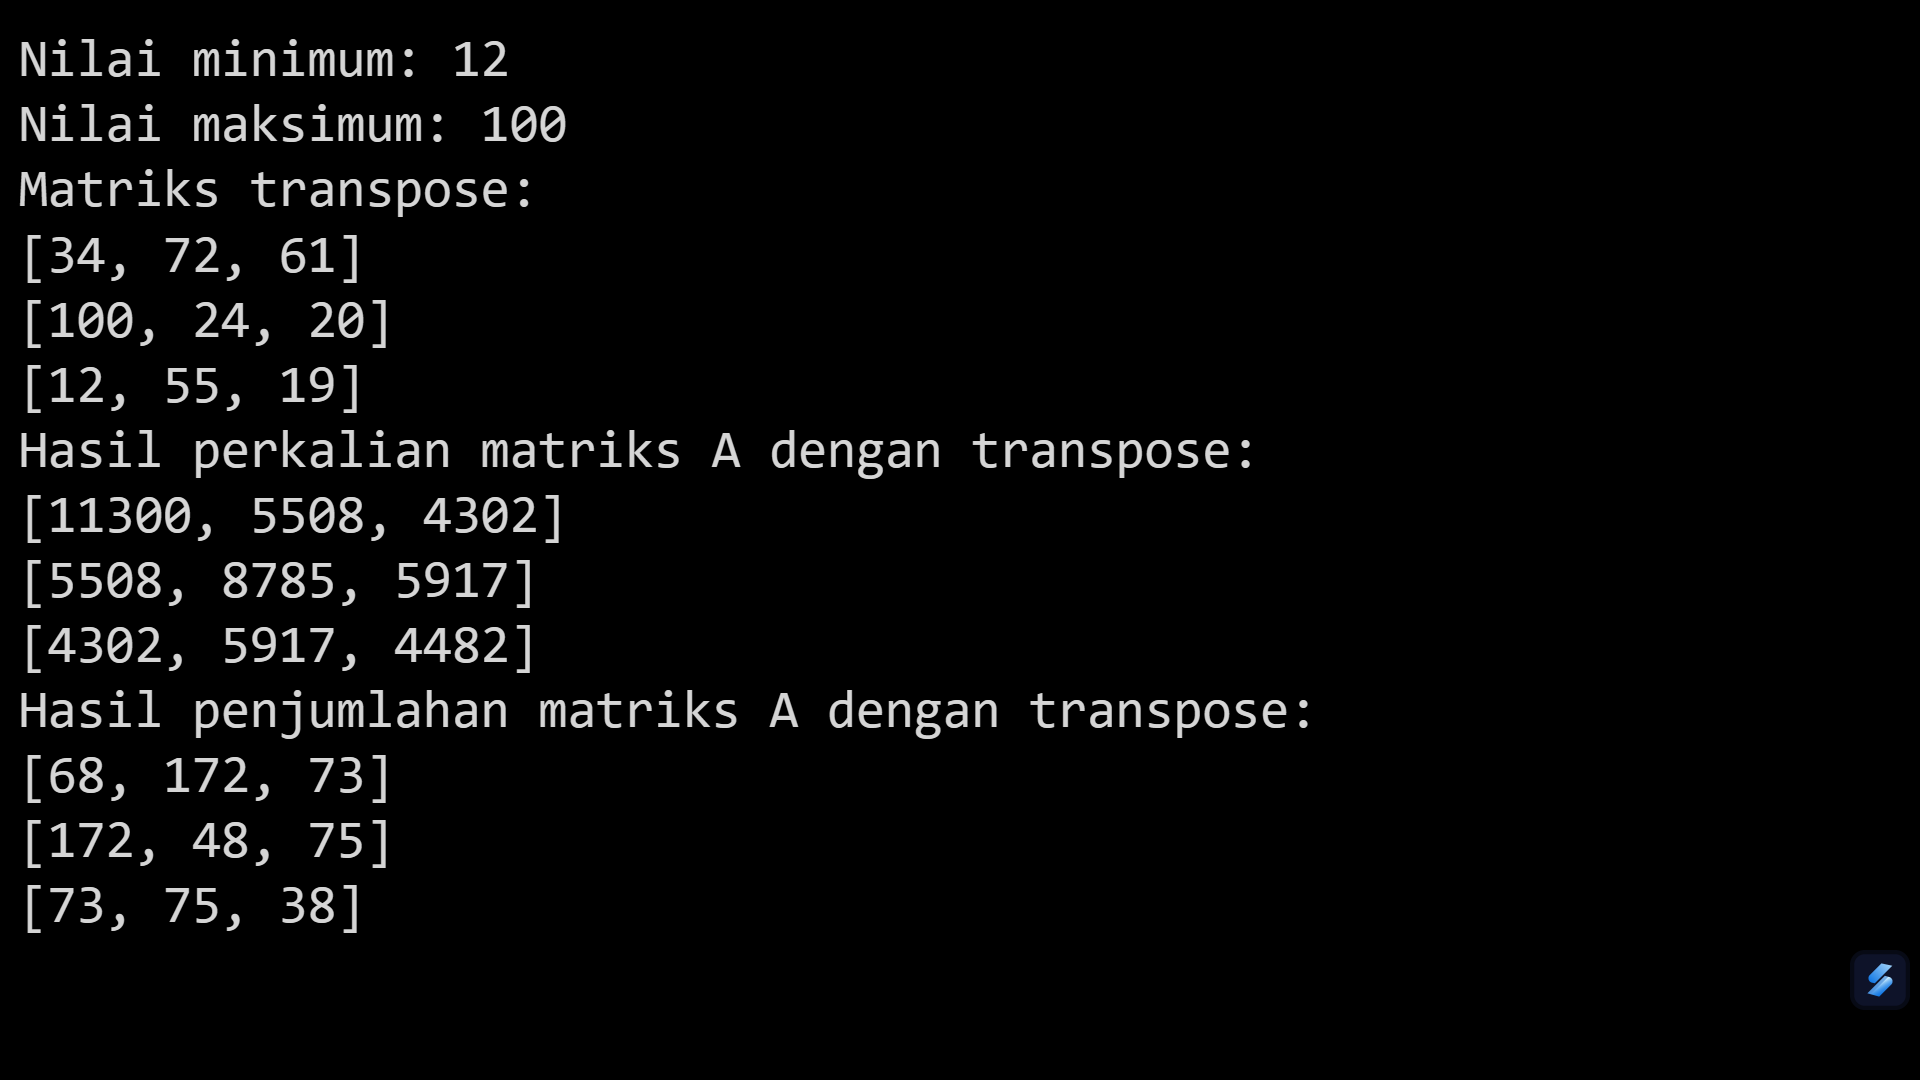 Nilai minimum: 12
Nilai maksimum: 100
Matriks transpose:
[34, 72, 61]
[100, 24, 20]
[12, 55, 19]
Hasil perkalian matriks A dengan transpose:
[11300, 5508, 4302]
[5508, 8785, 5917]
[4302, 5917, 4482]
Hasil penjumlahan matriks A dengan transpose:
[68, 172, 73]
[172, 48, 75]
[73, 75, 38]